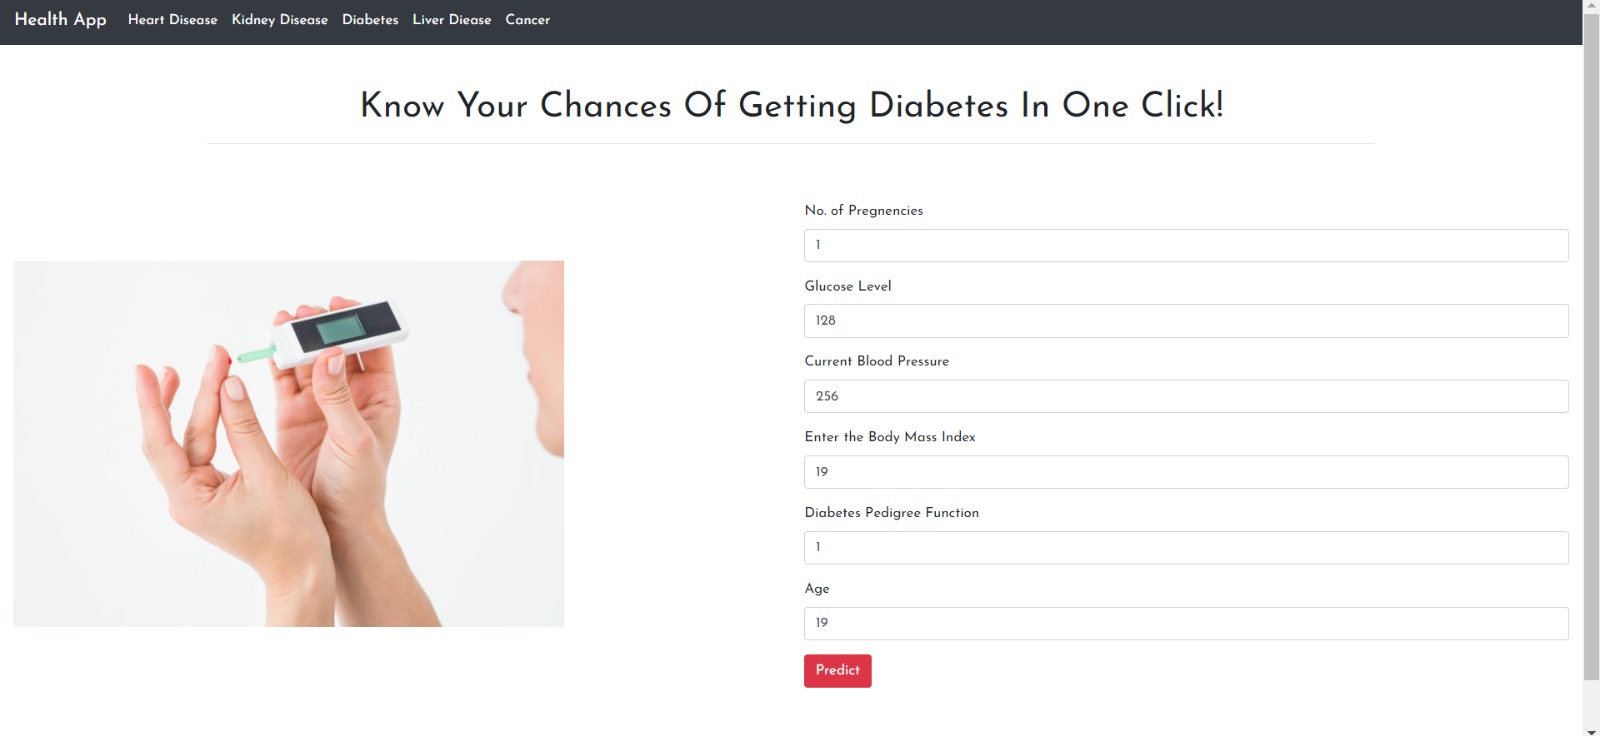 Health App Heart Disease Kidney Disease Diabetes Liver Diease Cancer
Know Your Chances Of Getting Diabetes In One Click!
No. of Pregnencies
1
Glucose Level
128
Current Blood Pressure
256
Enter the Body Mass Index
19
Diabetes Pedigree Function
1
Age
19
Predict